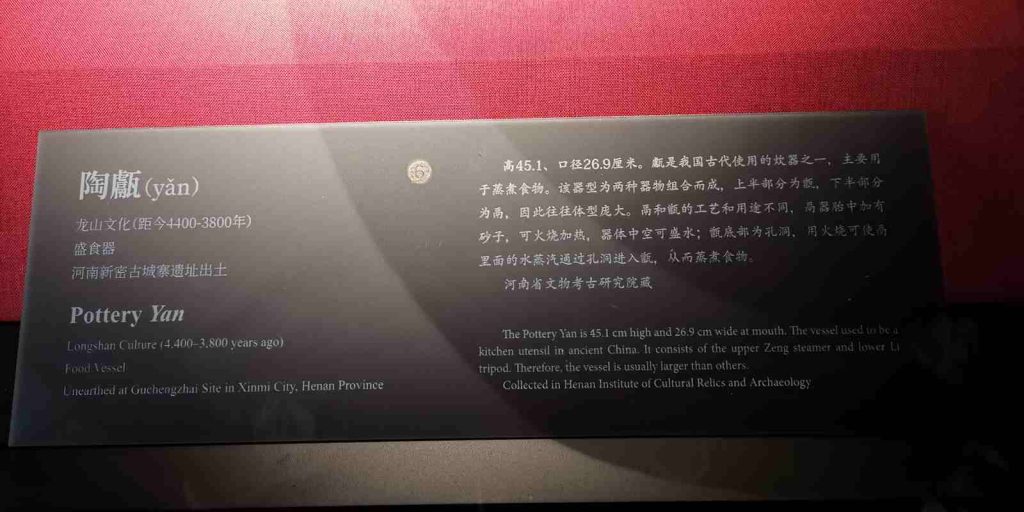 陶甗(yǎn)
龙山文化(距今4400-3800年)
盛食器
河南新密古城寨遗址出土
Pottery Yan
Longshan Culture (4,400–3,800 years ago)
Food Vessel
Unearthed at Guchengzhai Site in Xinmi City, Henan Province
高45.1、口径26.9厘米。甗是我国古代使用的炊器之一，主要用
于蒸煮食物。该器型为两种器物组合而成，上半部分为甑，下半部分
为鬲，因此往往体型庞大。鬲和甑的工艺和用途不同，鬲器胎中加有
砂子，可火烧加热，器体中空可盛水；甑底部为孔洞，用火烧可使鬲
里面的水蒸汽通过孔洞进入甑，从而蒸煮食物。
河南省文物考古研究院藏
The Pottery Yan is 45.1 cm high and 26.9 cm wide at mouth. The vessel used to be a
kitchen utensil in ancient China. It consists of the upper Zeng steamer and lower Li
tripod. Therefore, the vessel is usually larger than others.
Collected in Henan Institute of Cultural Relics and Archaeology